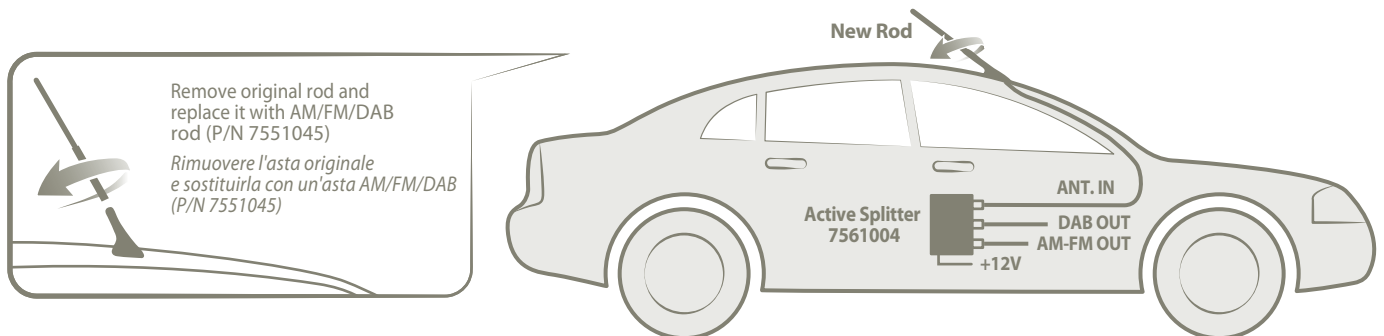 Remove original rod and
replace it with AM/FM/DAB
rod (P/N 7551045)
Rimuovere l'asta originale
e sostituirla con un'asta AM/FM/DAB
(P/N 7551045)
New Rod
ANT. IN
Active Splitter
7561004
DAB OUT
AM-FM OUT
+12V